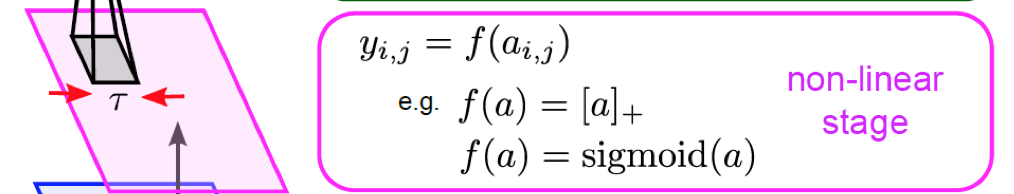 τ
y_{i,j} = f(a_{i,j})
e.g. f(a) = [a]_+
f(a) = sigmoid(a)
non-linear
stage